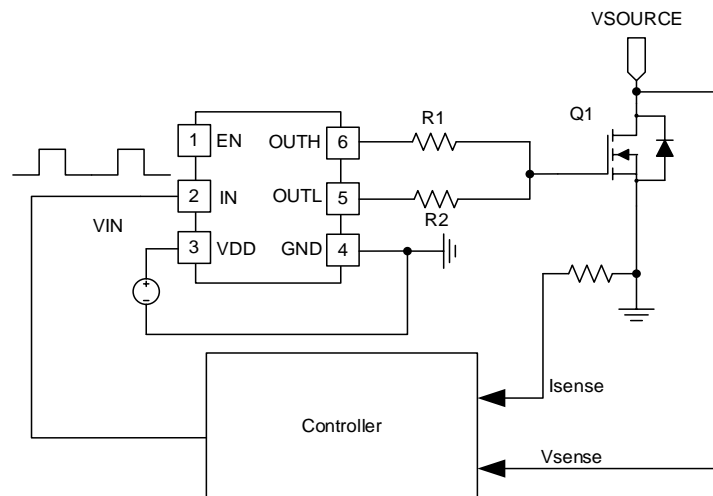 VSOURCE
R1
Q1
1 EN OUTH 6
2 IN OUTL 5
R2
VIN
3 VDD GND 4
Isense
Controller
Vsense